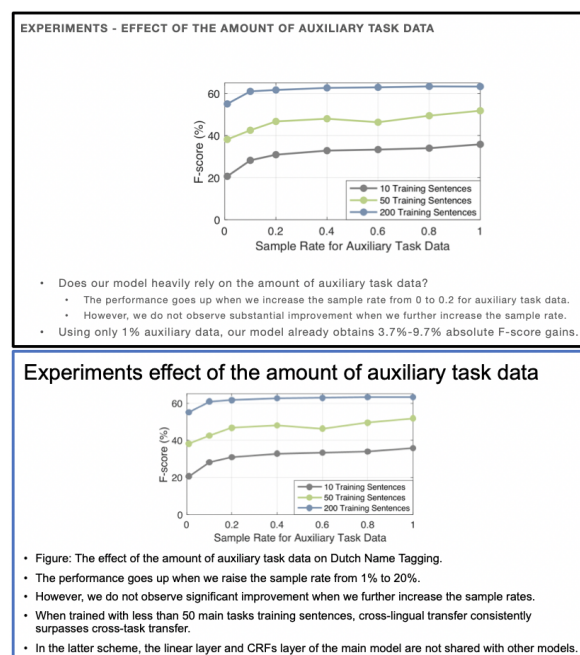 EXPERIMENTS - EFFECT OF THE AMOUNT OF AUXILIARY TASK DATA
60
40
20
0
F-score (%)
10 Training Sentences
50 Training Sentences
200 Training Sentences
0 0.2 0.4 0.6 0.8 1
Sample Rate for Auxiliary Task Data
• Does our model heavily rely on the amount of auxiliary task data?
• The performance goes up when we increase the sample rate from 0 to 0.2 for auxiliary task data.
• However, we do not observe substantial improvement when we further increase the sample rate.
• Using only 1% auxiliary data, our model already obtains 3.7%-9.7% absolute F-score gains.
Experiments effect of the amount of auxiliary task data
60
40
20
0
F-score (%)
10 Training Sentences
50 Training Sentences
200 Training Sentences
0 0.2 0.4 0.6 0.8 1
Sample Rate for Auxiliary Task Data
• Figure: The effect of the amount of auxiliary task data on Dutch Name Tagging.
• The performance goes up when we raise the sample rate from 1% to 20%.
• However, we do not observe significant improvement when we further increase the sample rates.
• When trained with less than 50 main tasks training sentences, cross-lingual transfer consistently
surpasses cross-task transfer.
• In the latter scheme, the linear layer and CRFs layer of the main model are not shared with other models.